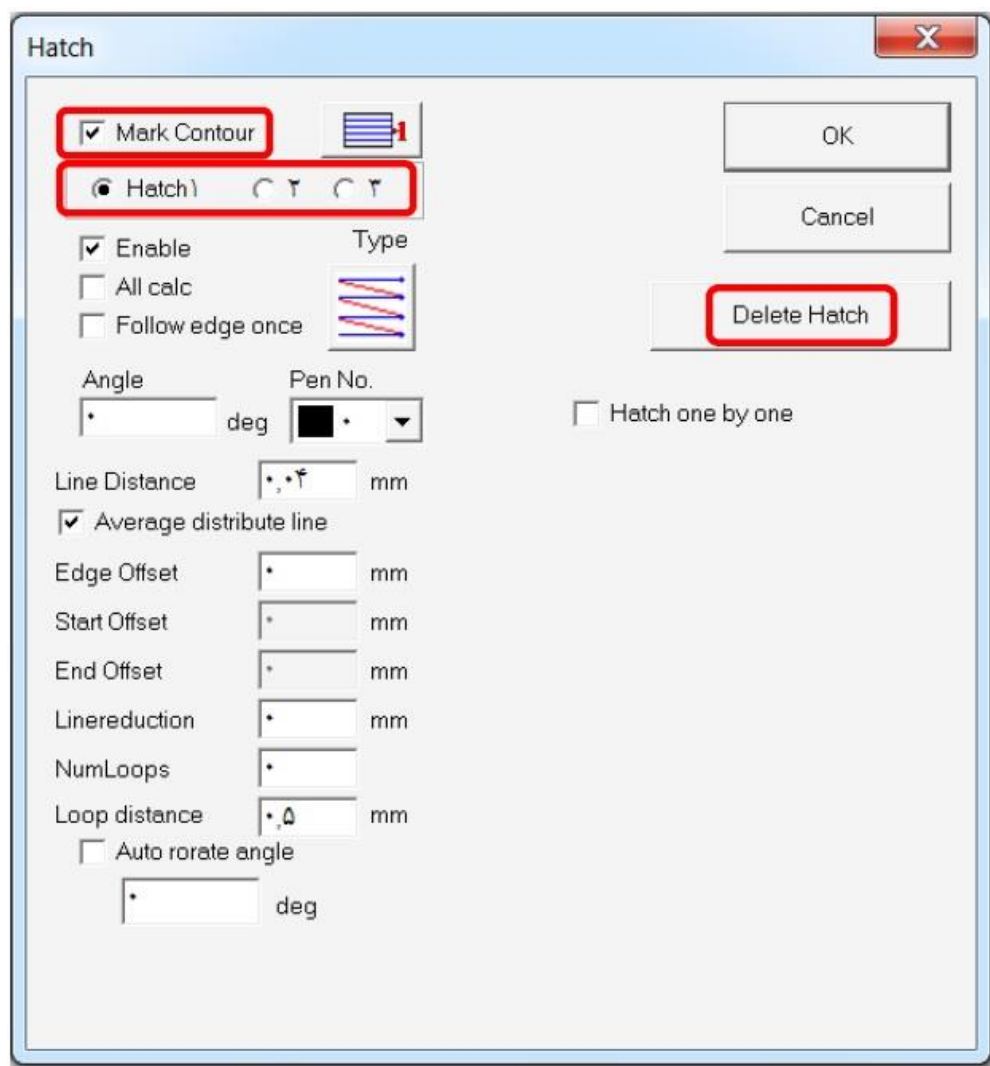 Hatch
Mark Contour 1 OK
Hatch۱ ۲ ۳
Cancel
Enable Type
All calc
Follow edge once
Delete Hatch
Angle Pen No.
۰ deg ۰
Hatch one by one
Line Distance ۰,۰۴ mm
Average distribute line
Edge Offset ۰ mm
Start Offset ۰ mm
End Offset ۰ mm
Linereduction ۰ mm
NumLoops ۰
Loop distance ۰,۵ mm
Auto rorate angle
۰ deg